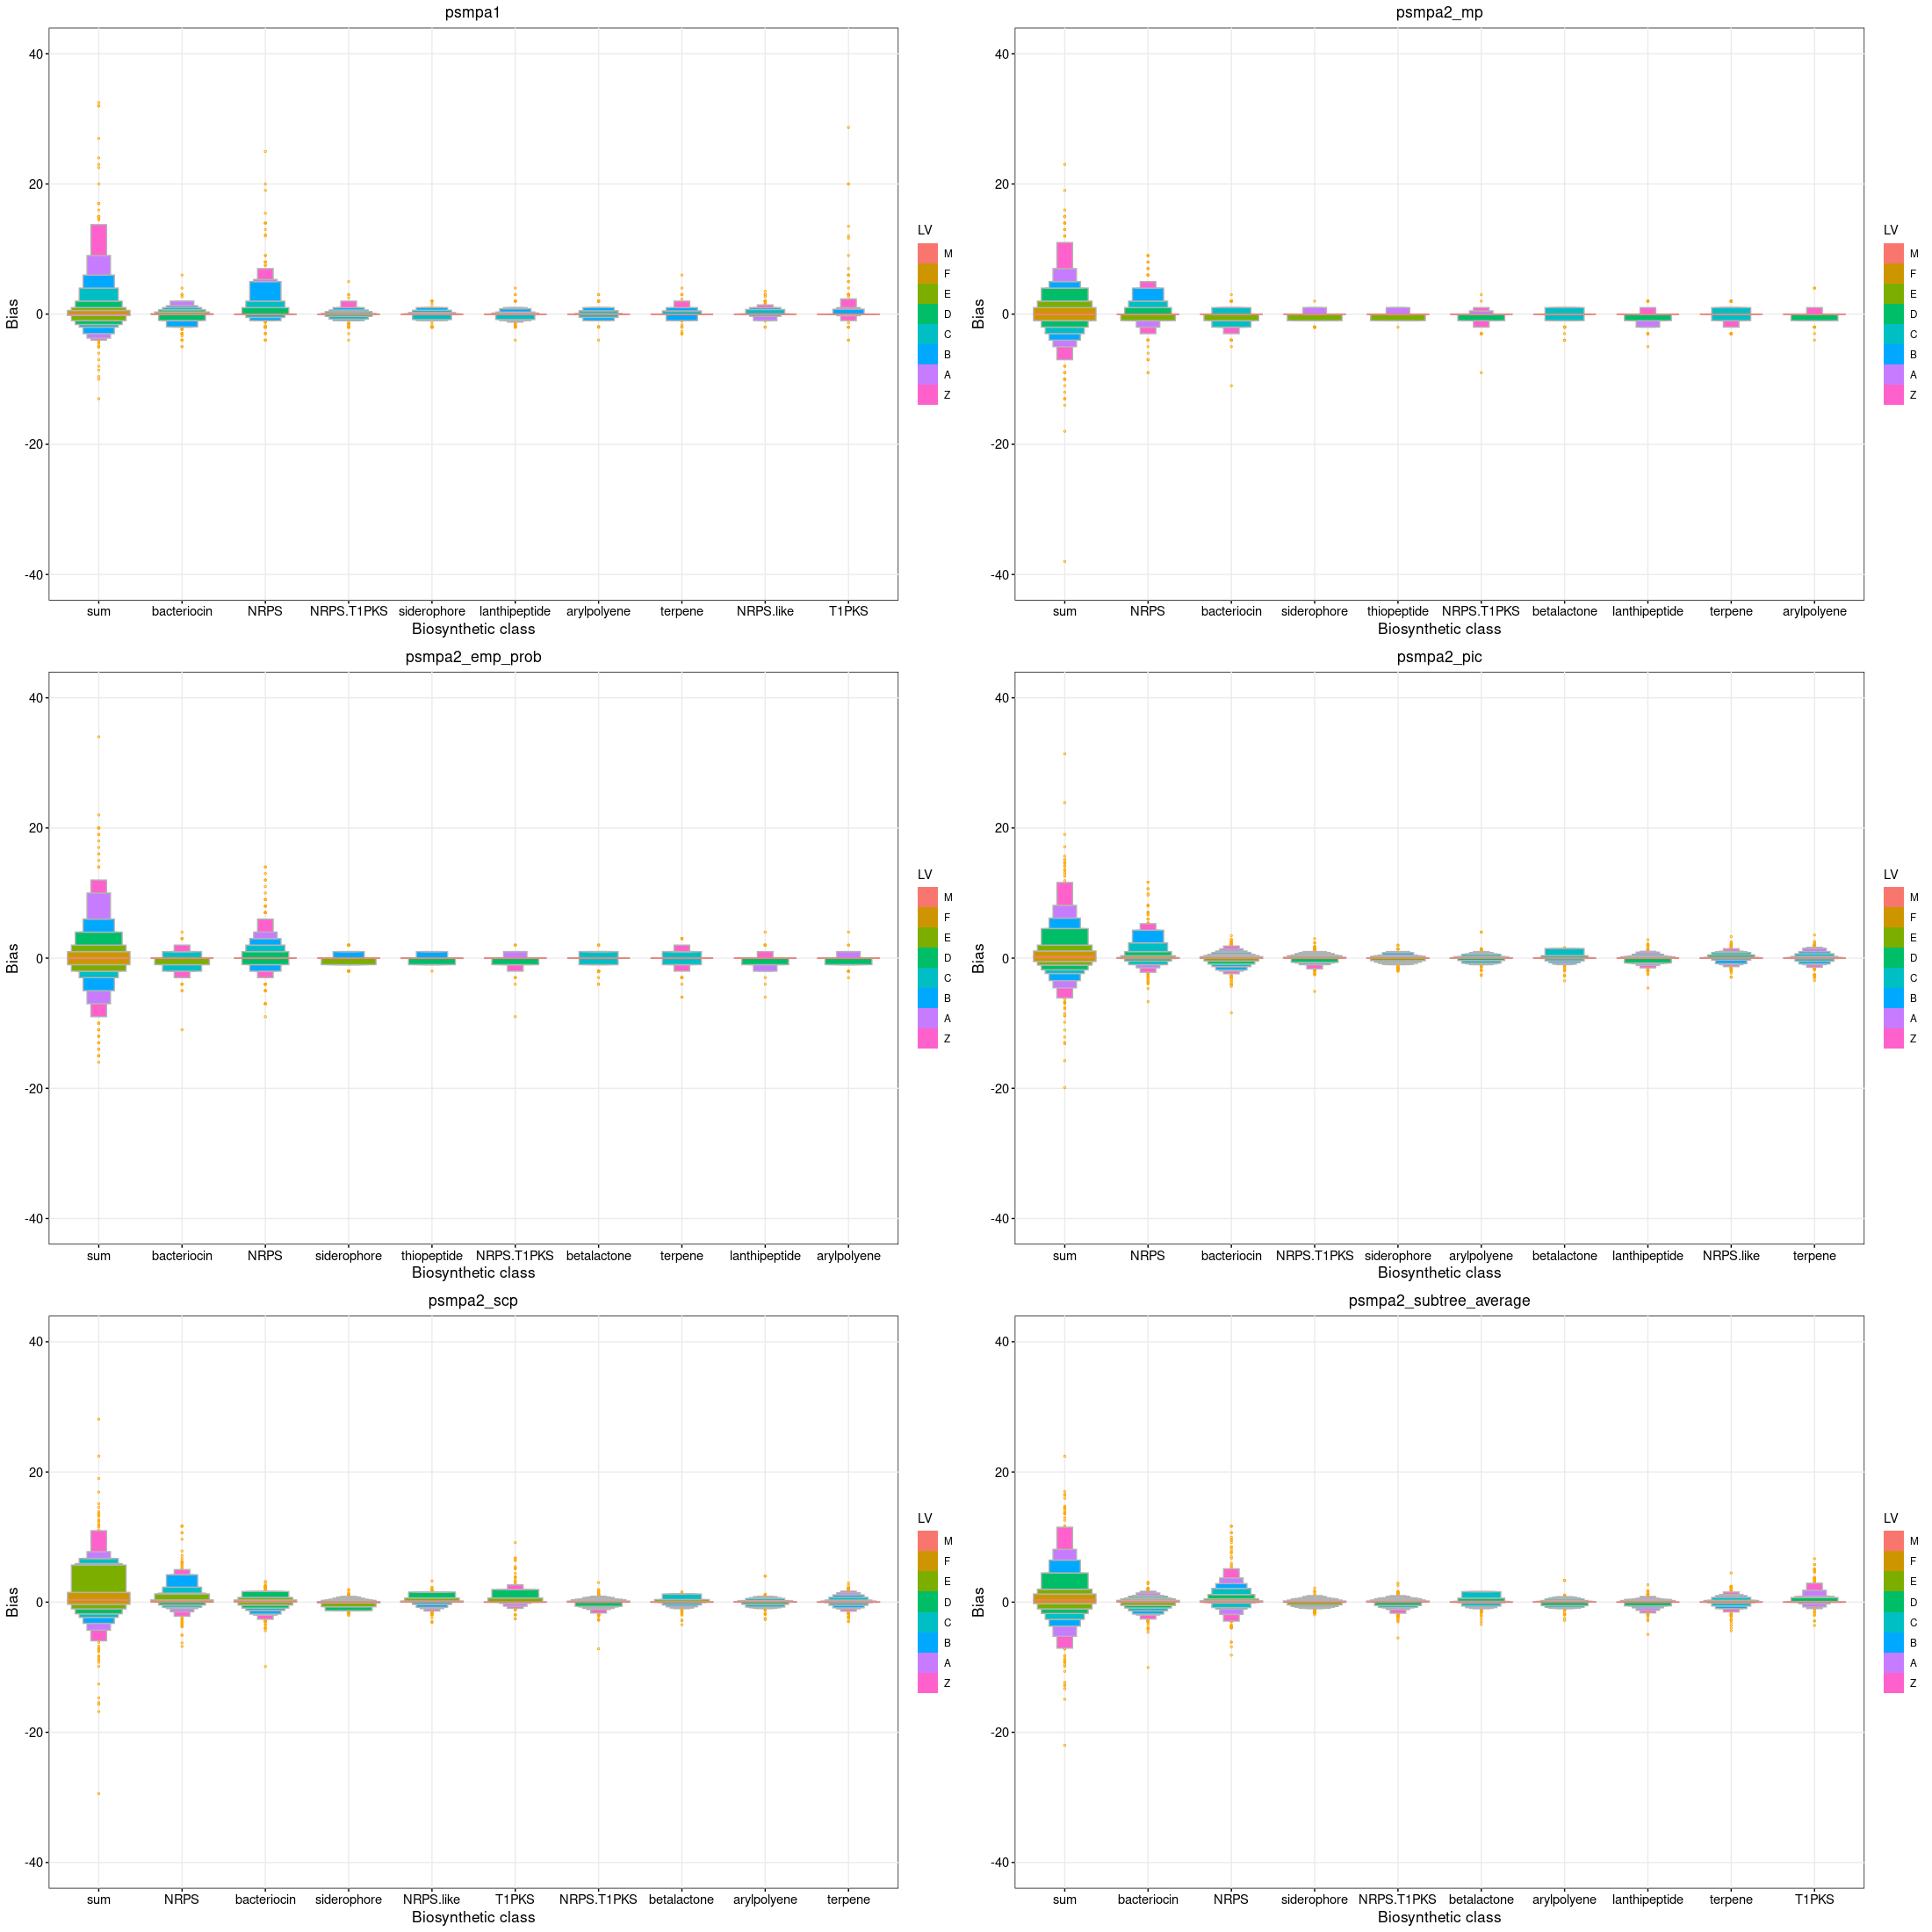 psmpa1
40
20
0
-20
-40
Bias
sum bacteriocin NRPS NRPS.T1PKS siderophore lanthipeptide arylpolyene terpene NRPS.like T1PKS
Biosynthetic class
LV
M
F
E
D
C
B
A
Z
psmpa2_mp
40
20
0
-20
-40
Bias
sum NRPS bacteriocin siderophore thiopeptide NRPS.T1PKS betalactone lanthipeptide terpene arylpolyene
Biosynthetic class
LV
M
F
E
D
C
B
A
Z
psmpa2_emp_prob
40
20
0
-20
-40
Bias
sum bacteriocin NRPS siderophore thiopeptide NRPS.T1PKS betalactone terpene lanthipeptide arylpolyene
Biosynthetic class
LV
M
F
E
D
C
B
A
Z
psmpa2_pic
40
20
0
-20
-40
Bias
sum NRPS bacteriocin NRPS.T1PKS siderophore arylpolyene betalactone lanthipeptide NRPS.like terpene
Biosynthetic class
LV
M
F
E
D
C
B
A
Z
psmpa2_scp
40
20
0
-20
-40
Bias
sum NRPS bacteriocin siderophore NRPS.like T1PKS NRPS.T1PKS betalactone arylpolyene terpene
Biosynthetic class
LV
M
F
E
D
C
B
A
Z
psmpa2_subtree_average
40
20
0
-20
-40
Bias
sum bacteriocin NRPS siderophore NRPS.T1PKS betalactone arylpolyene lanthipeptide terpene T1PKS
Biosynthetic class
LV
M
F
E
D
C
B
A
Z